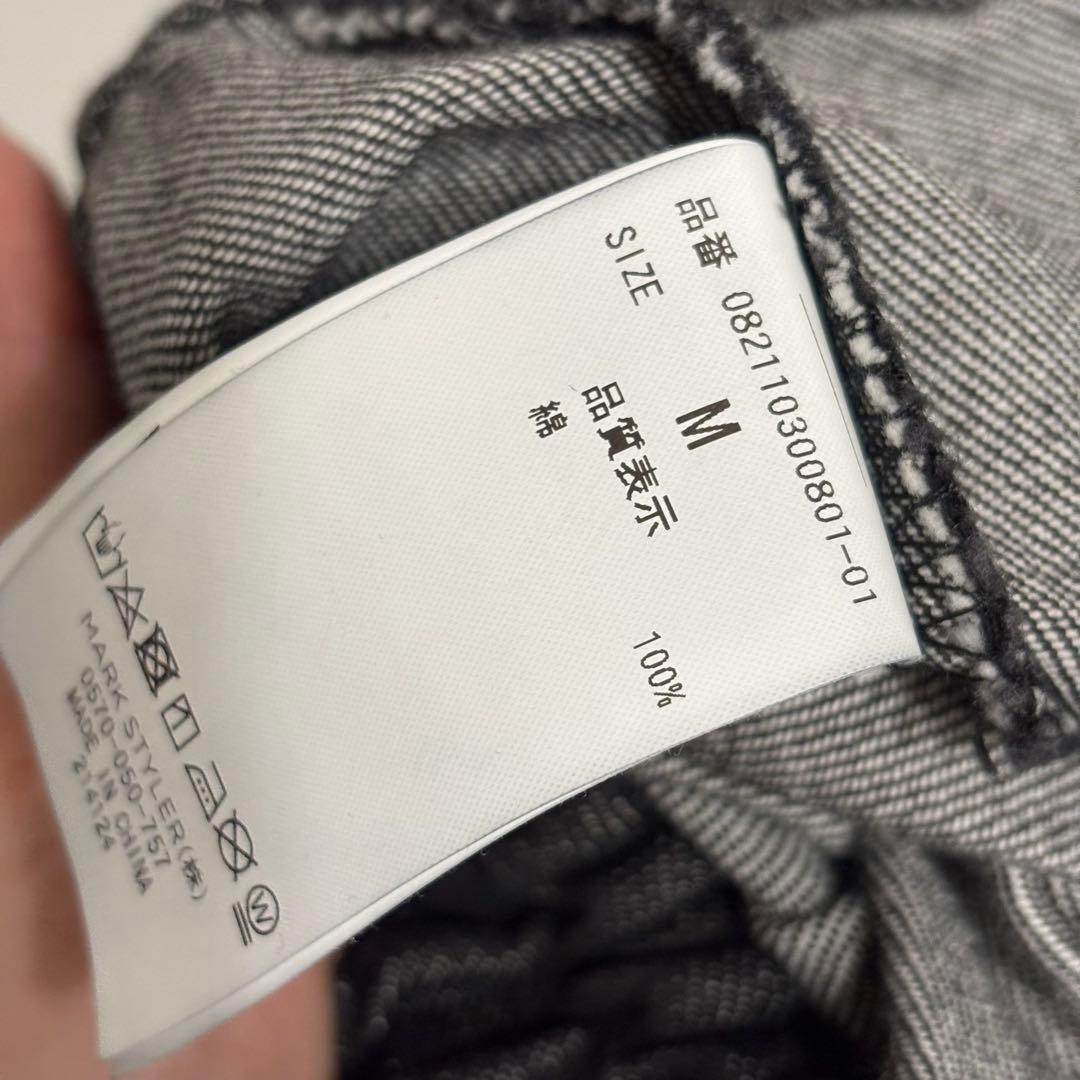 品番 082110300801-01
SIZE M
品質表示
綿 100%
W
MARK STYLER(株)
0570-050-757
MADE IN CHINA
214124